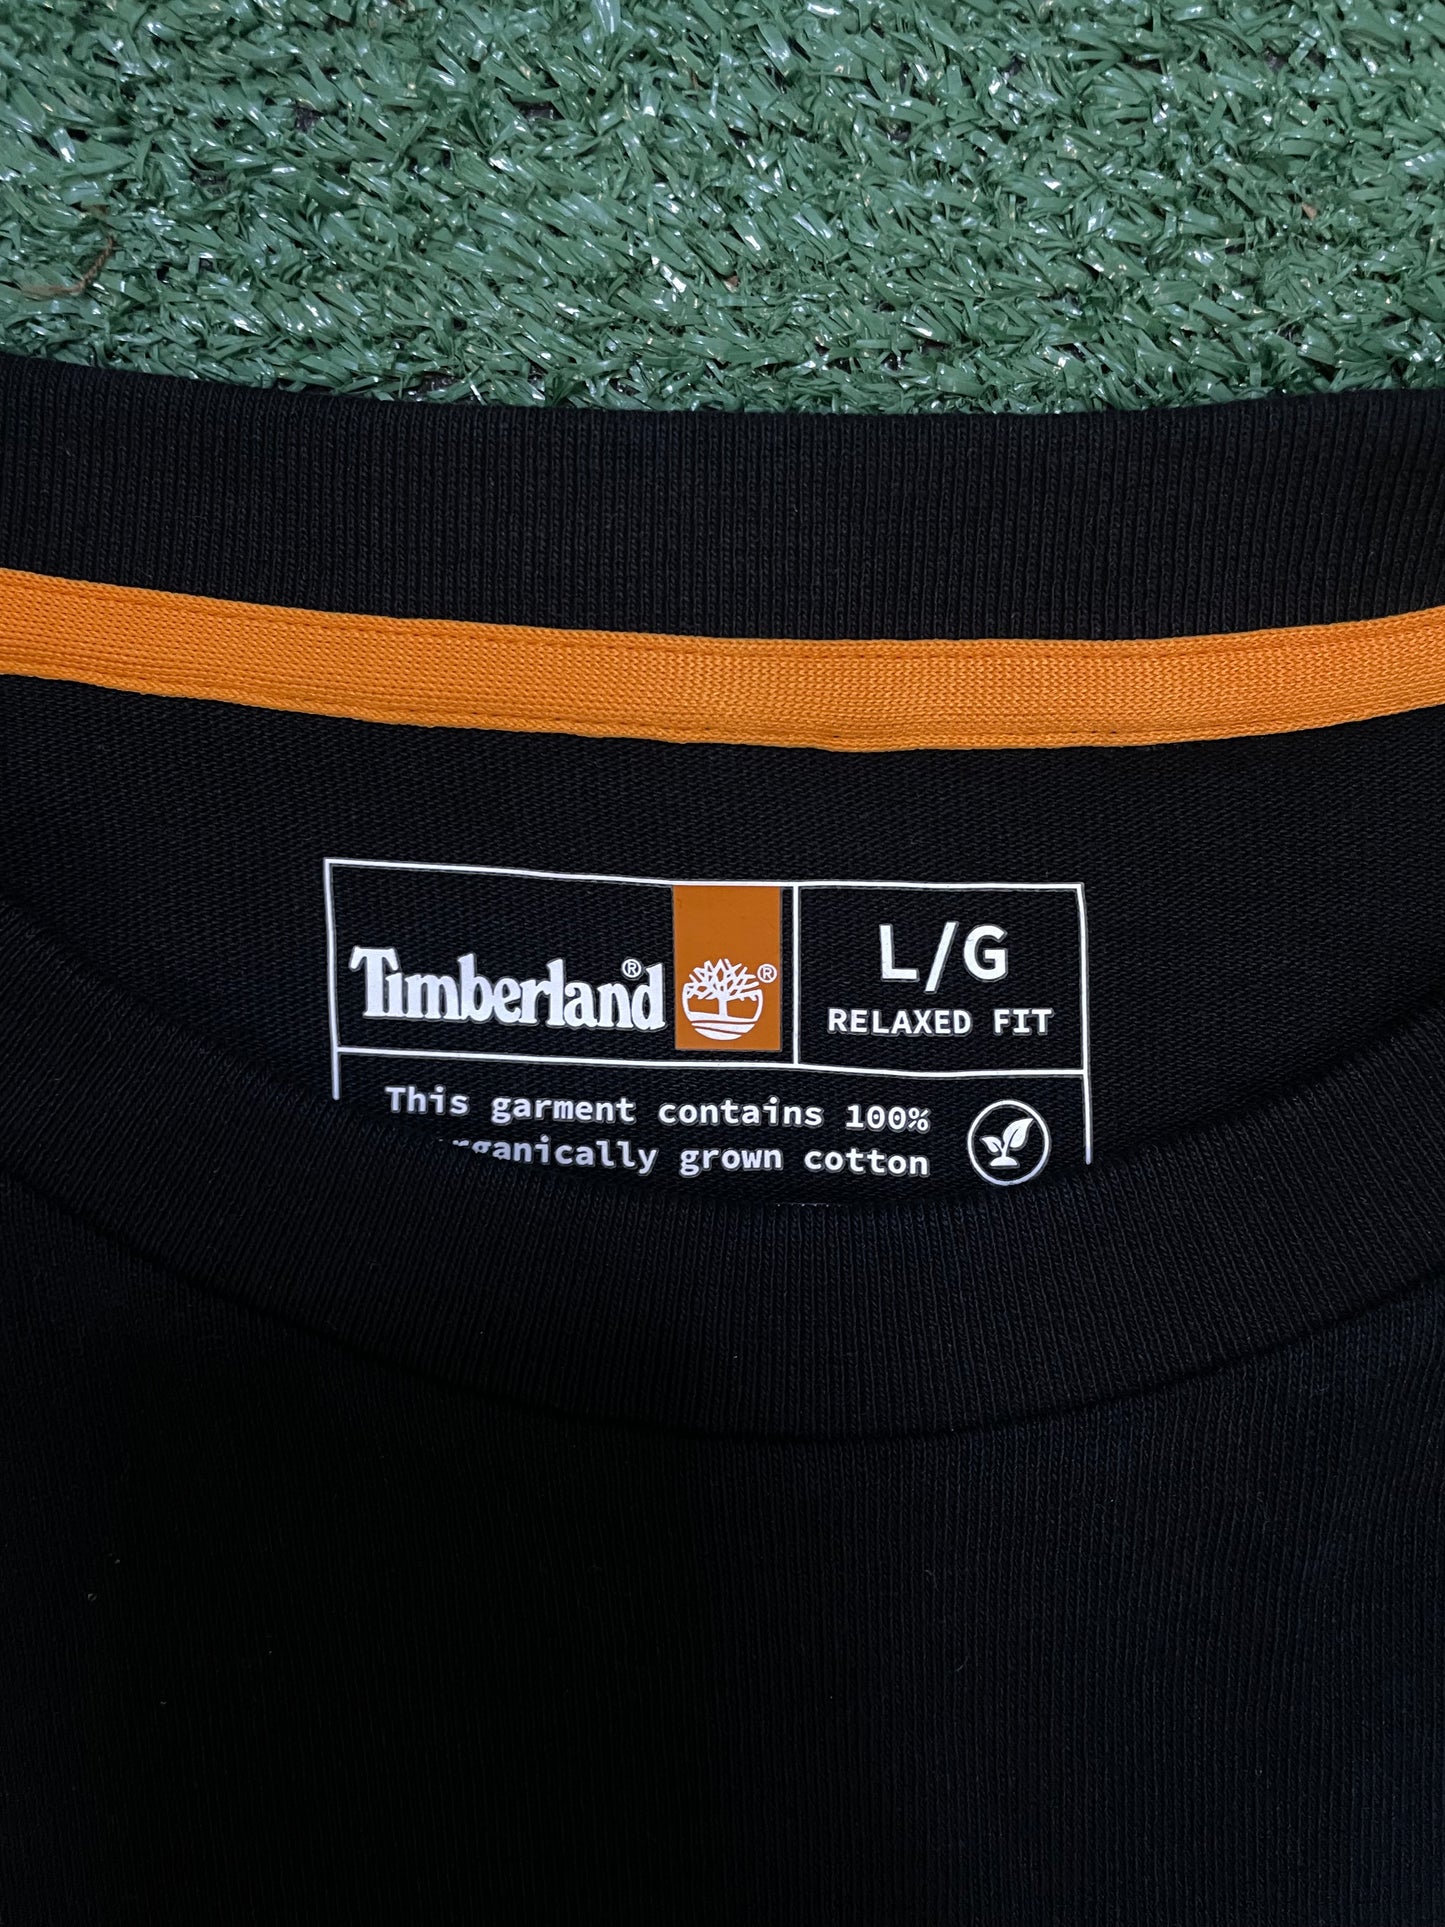 Timberland® ®
L/G
RELAXED FIT
This garment contains 100%
organically grown cotton